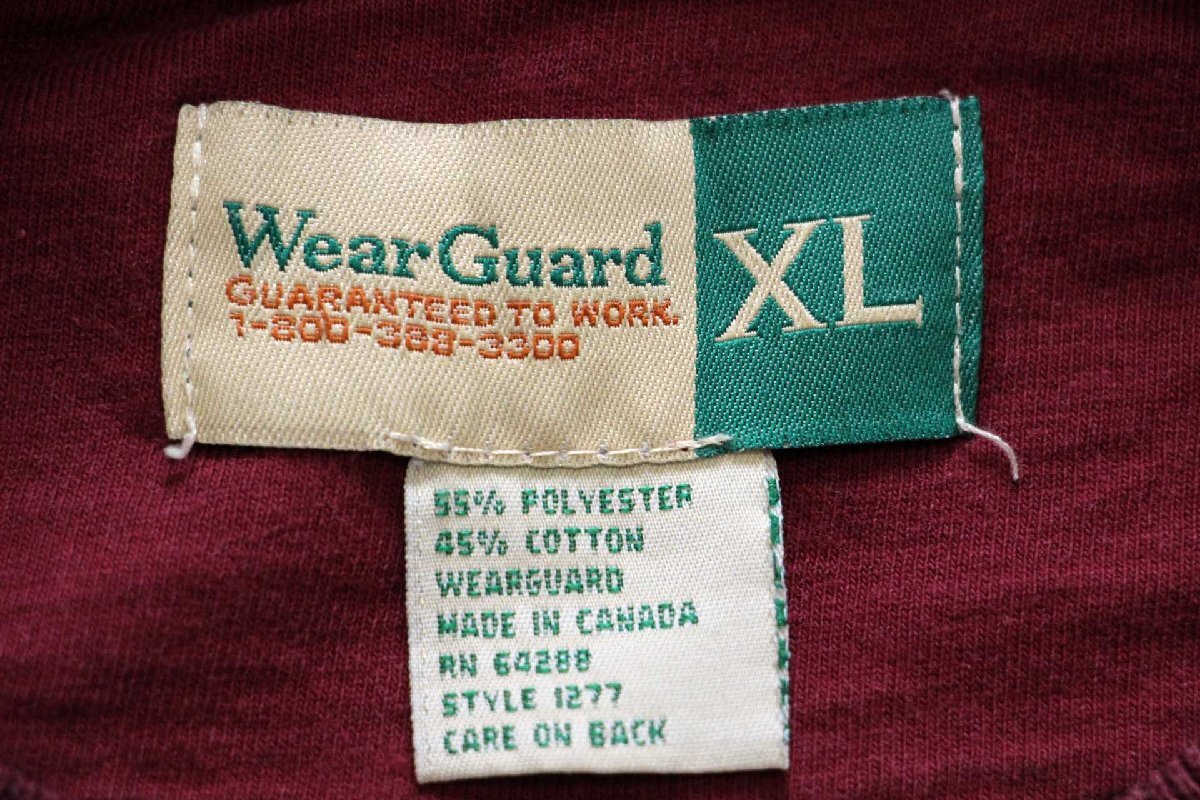 WearGuard
GUARANTEED TO WORK.
1-800-388-3300
XL
55% POLYESTER
45% COTTON
WEARGUARD
MADE IN CANADA
RN 64288
STYLE 1277
CARE ON BACK